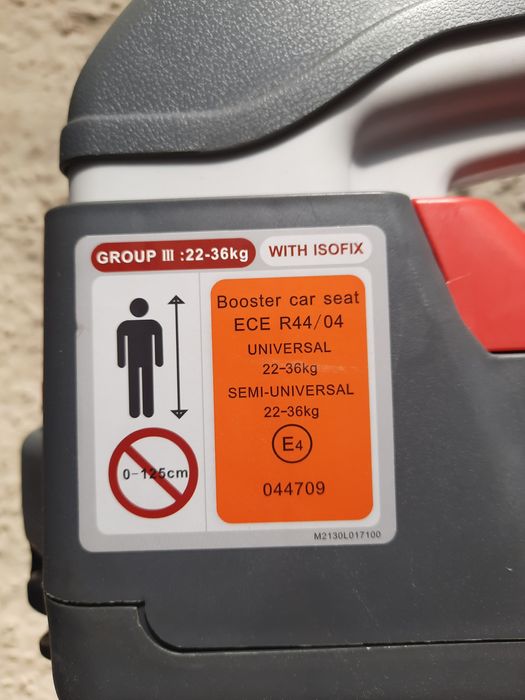 GROUP III :22-36kg
WITH ISOFIX
Booster car seat
ECE R44/04
UNIVERSAL
22-36kg
SEMI-UNIVERSAL
22-36kg
E4
044709
0-125cm
M2130L017100